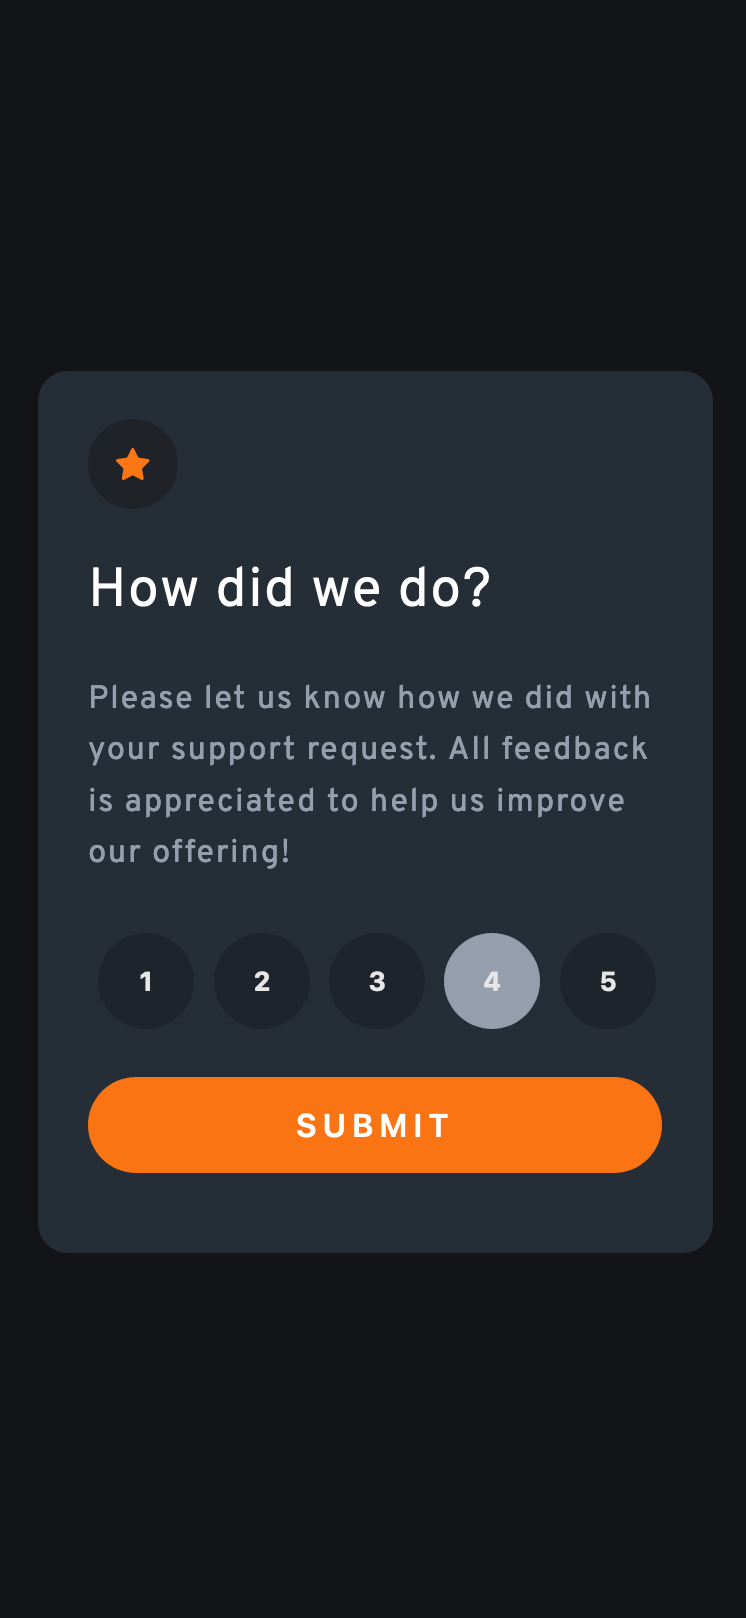 How did we do?
Please let us know how we did with
your support request. All feedback
is appreciated to help us improve
our offering!
1 2 3 4 5
SUBMIT